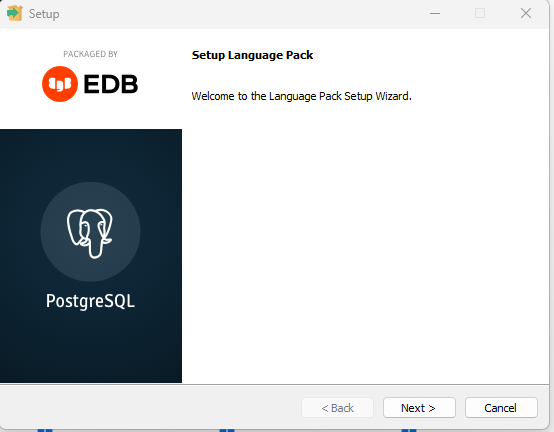 Setup
PACKAGED BY
EDB
Setup Language Pack
Welcome to the Language Pack Setup Wizard.
PostgreSQL
< Back
Next >
Cancel